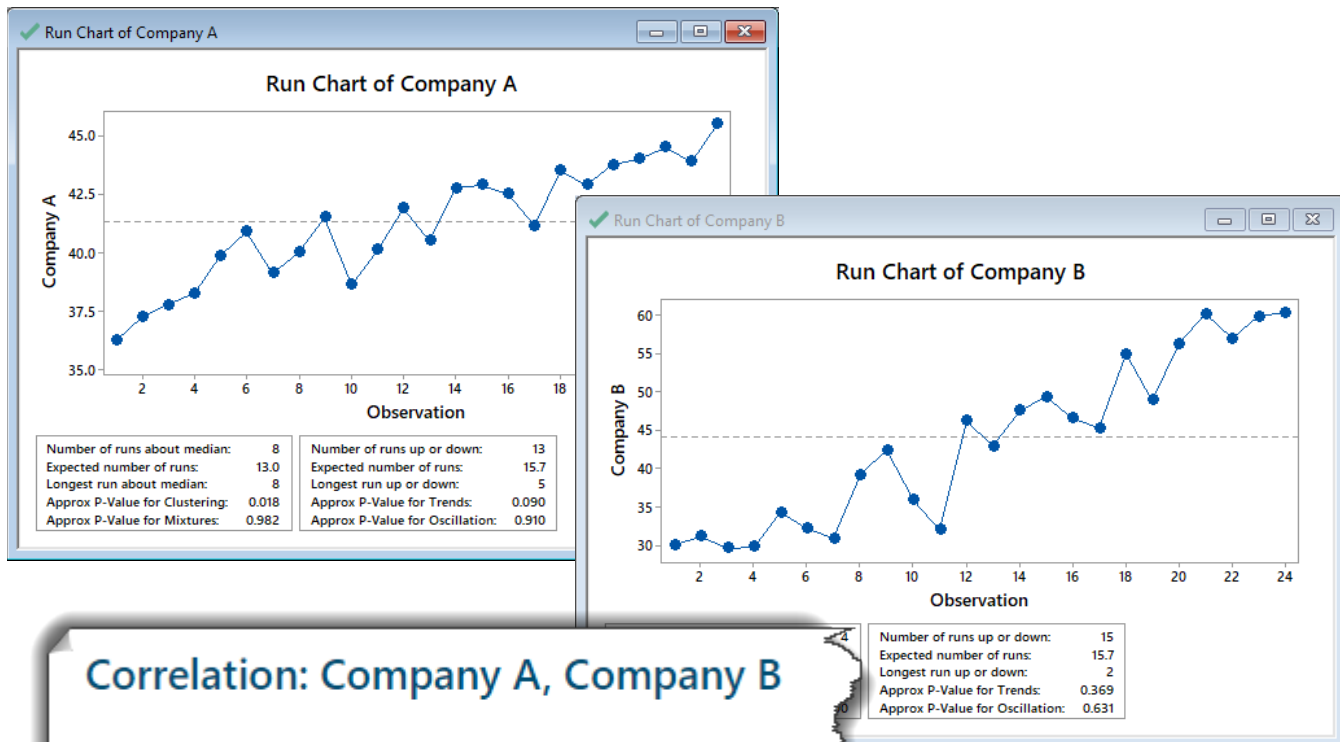 Run Chart of Company A
Run Chart of Company A
45.0
42.5
40.0
37.5
35.0
Company A
2 4 6 8 10 12 14 16 18
Observation
Number of runs about median: 8
Expected number of runs: 13.0
Longest run about median: 8
Approx P-Value for Clustering: 0.018
Approx P-Value for Mixtures: 0.982
Number of runs up or down: 13
Expected number of runs: 15.7
Longest run up or down: 5
Approx P-Value for Trends: 0.090
Approx P-Value for Oscillation: 0.910
Run Chart of Company B
Run Chart of Company B
60
55
50
45
40
35
30
Company B
2 4 6 8 10 12 14 16 18 20 22 24
Observation
4
0
Number of runs up or down: 15
Expected number of runs: 15.7
Longest run up or down: 2
Approx P-Value for Trends: 0.369
Approx P-Value for Oscillation: 0.631
Correlation: Company A, Company B